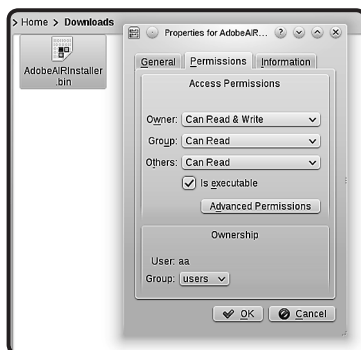 > Home > Downloads
AdobeAIRInstaller
.bin
Properties for AdobeAIR...
General
Permissions
Information
Access Permissions
Owner: Can Read & Write
Group: Can Read
Others: Can Read
Is executable
Advanced Permissions
Ownership
User: aa
Group: users
OK
Cancel